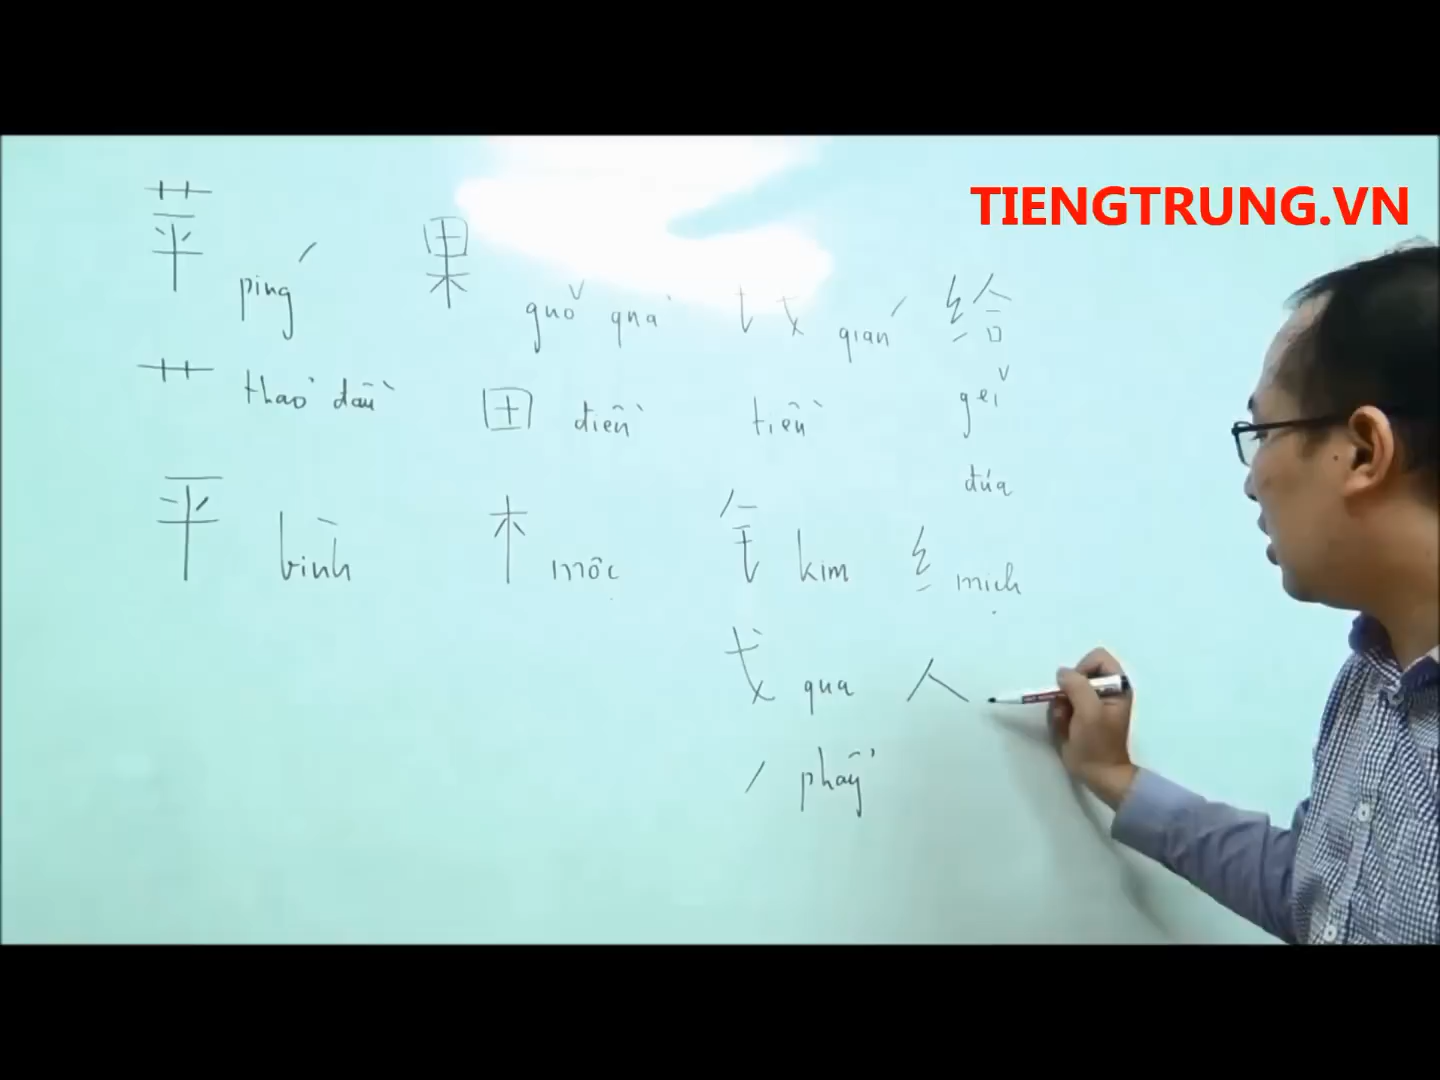 TIENGTRUNG.VN
苹 píng 果 guǒ quả 钱 qián 给 gěi
艹 thảo đầu 田 điền tiền đưa
平 bình 木 mộc 钅 kim 纟 mịch
戈 qua 人
丿 phẩy